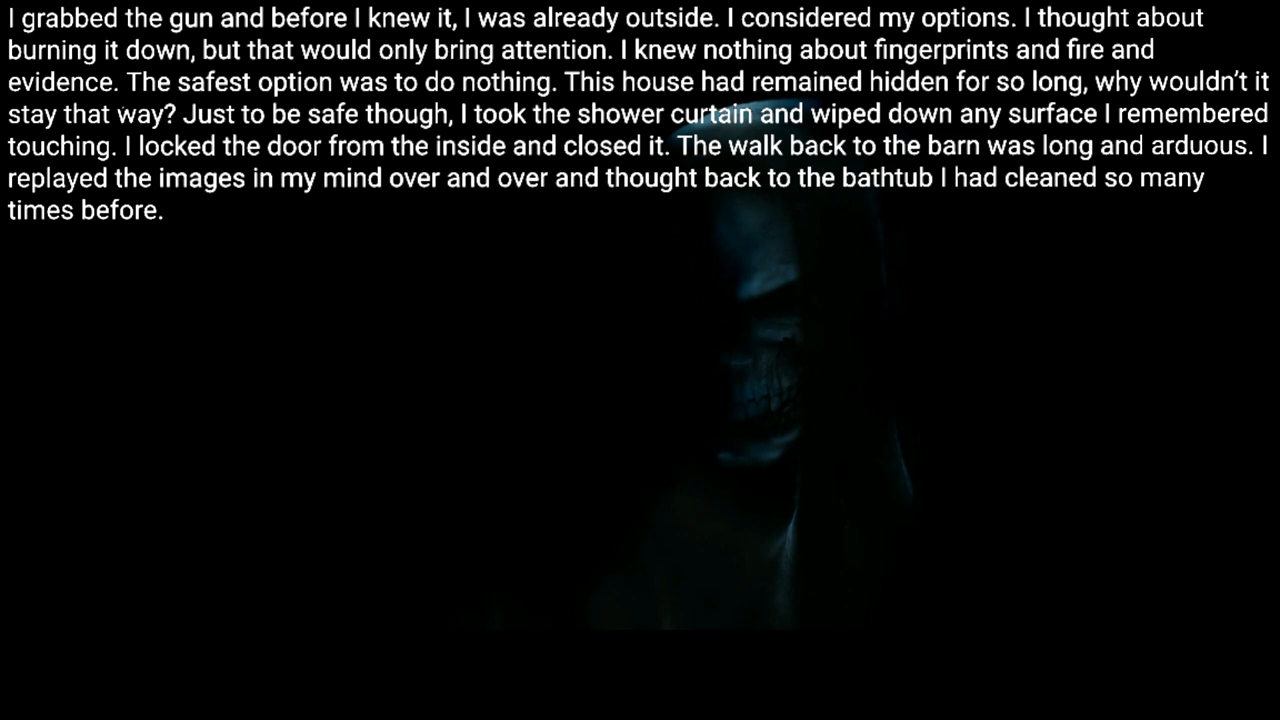 I grabbed the gun and before I knew it, I was already outside. I considered my options. I thought about
burning it down, but that would only bring attention. I knew nothing about fingerprints and fire and
evidence. The safest option was to do nothing. This house had remained hidden for so long, why wouldn’t it
stay that way? Just to be safe though, I took the shower curtain and wiped down any surface I remembered
touching. I locked the door from the inside and closed it. The walk back to the barn was long and arduous. I
replayed the images in my mind over and over and thought back to the bathtub I had cleaned so many
times before.